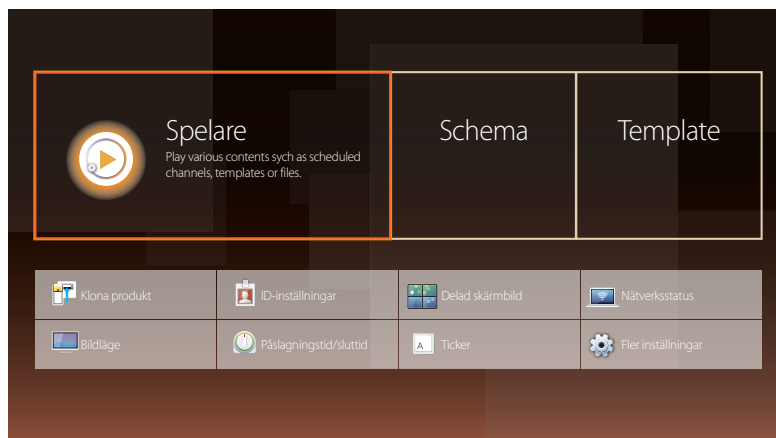 Spelare
Play various contents sych as scheduled
channels, templates or files.
Schema
Template
Klona produkt
ID-inställningar
Delad skärmbild
Nätverksstatus
Bildläge
Påslagningstid/sluttid
A
Ticker
Fler inställningar